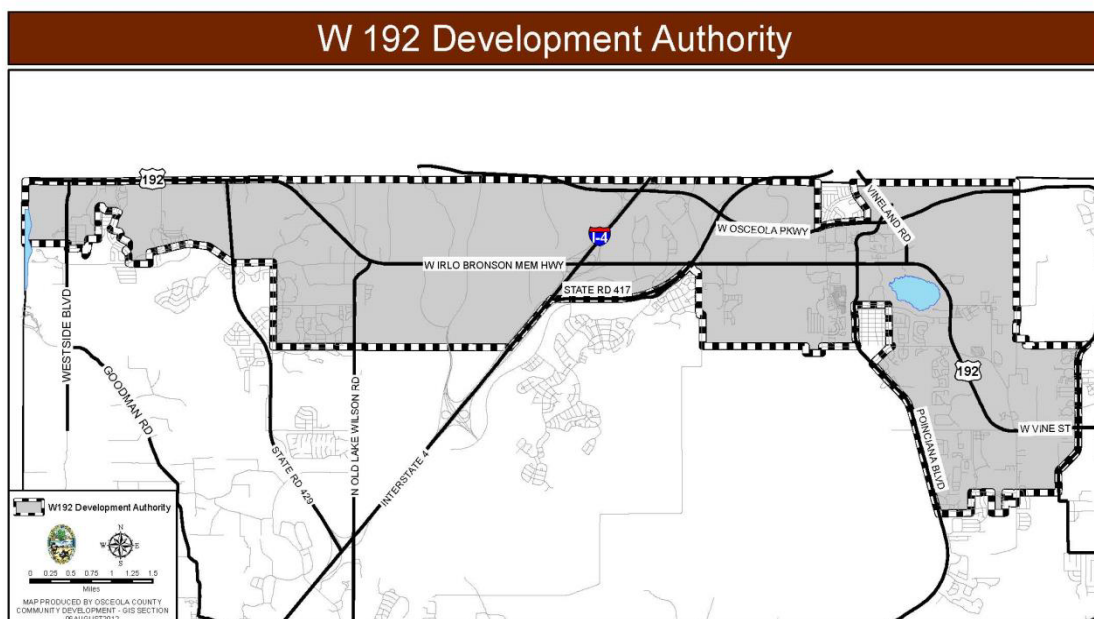 W 192 Development Authority
192
VINELAND RD
W OSCEOLA PKWY
I-4
W IRLO BRONSON MEM HWY
STATE RD 417
WESTSIDE BLVD
GOODMAN RD
STATE RD 429
N OLD LAKE WILSON RD
INTERSTATE 4
192
POINCIANA BLVD
W VINE ST
W192 Development Authority
N
W E
S
0 0.25 0.5 0.75 1 1.25 1.5
Miles
MAP PRODUCED BY OSCEOLA COUNTY
COMMUNITY DEVELOPMENT - GIS SECTION